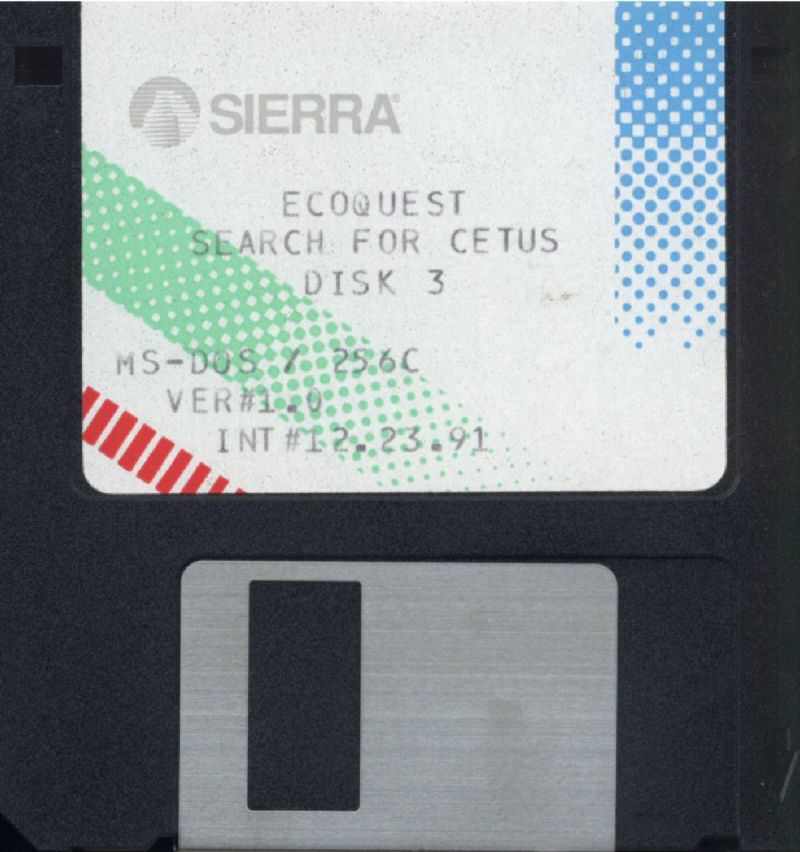 SIERRA®
ECOQUEST
SEARCH FOR CETUS
DISK 3
MS-DOS / 256C
VER#1.0
INT#12.23.91